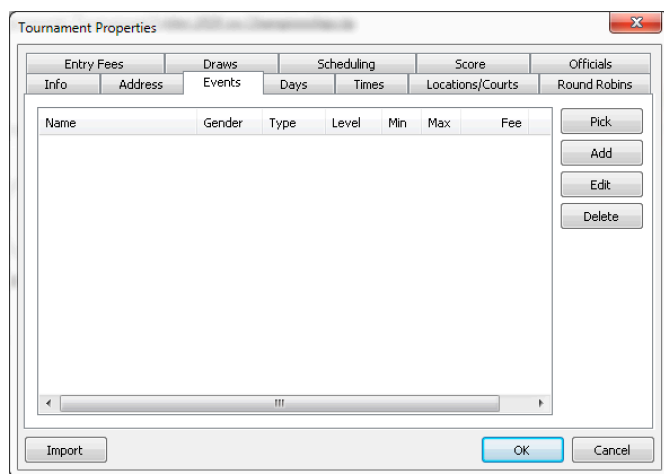 Tournament Properties
Entry Fees Draws Scheduling Score Officials
Info Address Events Days Times Locations/Courts Round Robins
Name Gender Type Level Min Max Fee
Pick
Add
Edit
Delete
Import OK Cancel